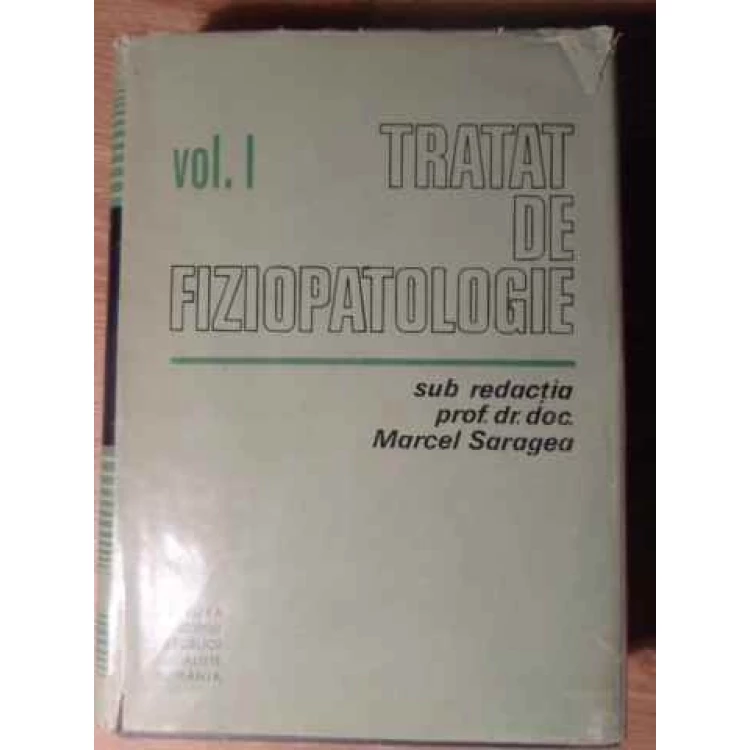 vol. I
TRATAT
DE
FIZIOPATOLOGIE
sub redacția
prof. dr. doc.
Marcel Saragea